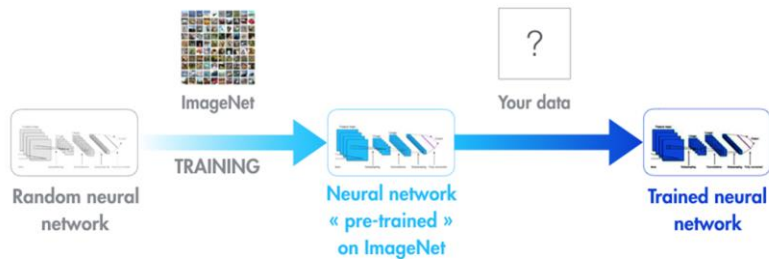 ?
ImageNet
Your data
TRAINING
Random neural
network
Neural network
« pre-trained »
on ImageNet
Trained neural
network